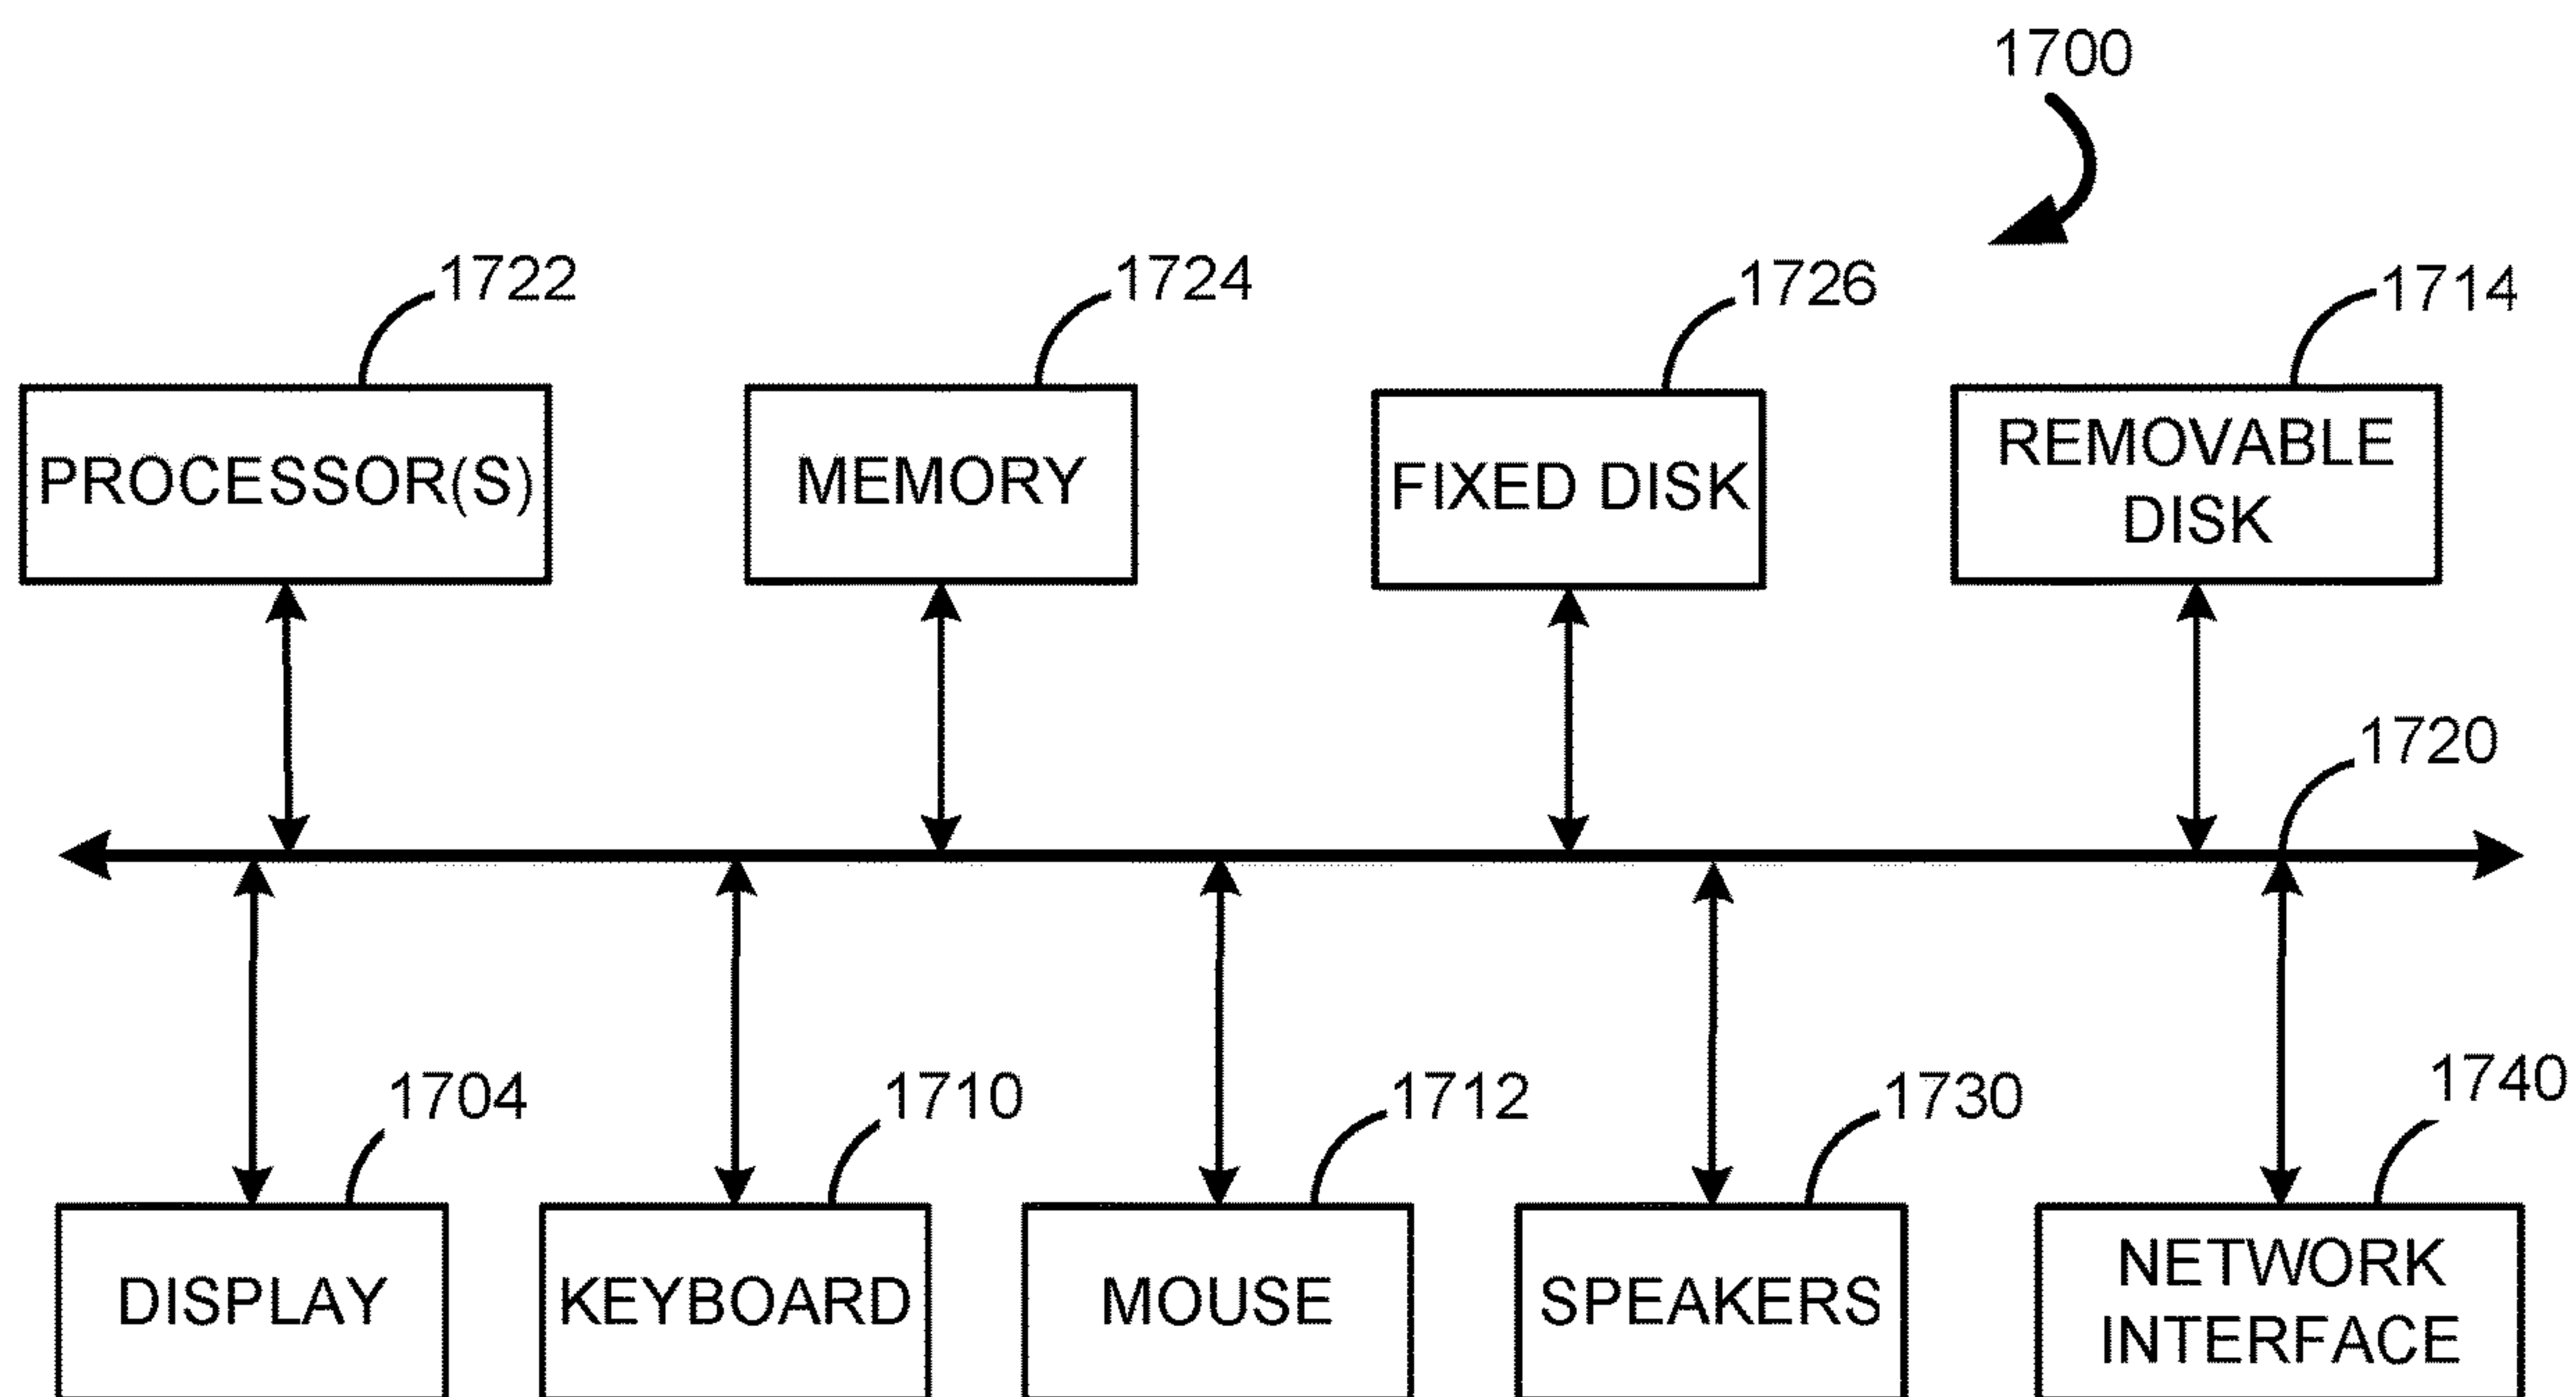 1700
1722
1724
1726
1714
PROCESSOR(S)
MEMORY
FIXED DISK
REMOVABLE
DISK
1720
1704
1710
1712
1730
1740
DISPLAY
KEYBOARD
MOUSE
SPEAKERS
NETWORK
INTERFACE